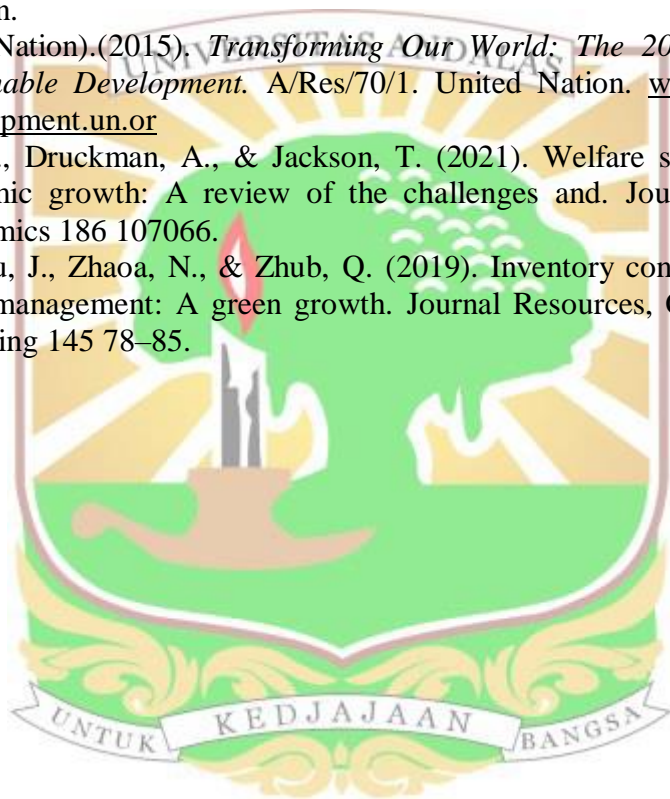 n.
Nation).(2015). Transforming Our World: The 20
nable Development. A/Res/70/1. United Nation. w
pment.un.or
., Druckman, A., & Jackson, T. (2021). Welfare s
nic growth: A review of the challenges and. Jou
mics 186 107066.
u, J., Zhaoa, N., & Zhub, Q. (2019). Inventory con
management: A green growth. Journal Resources, C
ing 145 78–85.
UNIVERSITAS ANDALAS
UNTUK KEDJAJAAN BANGSA